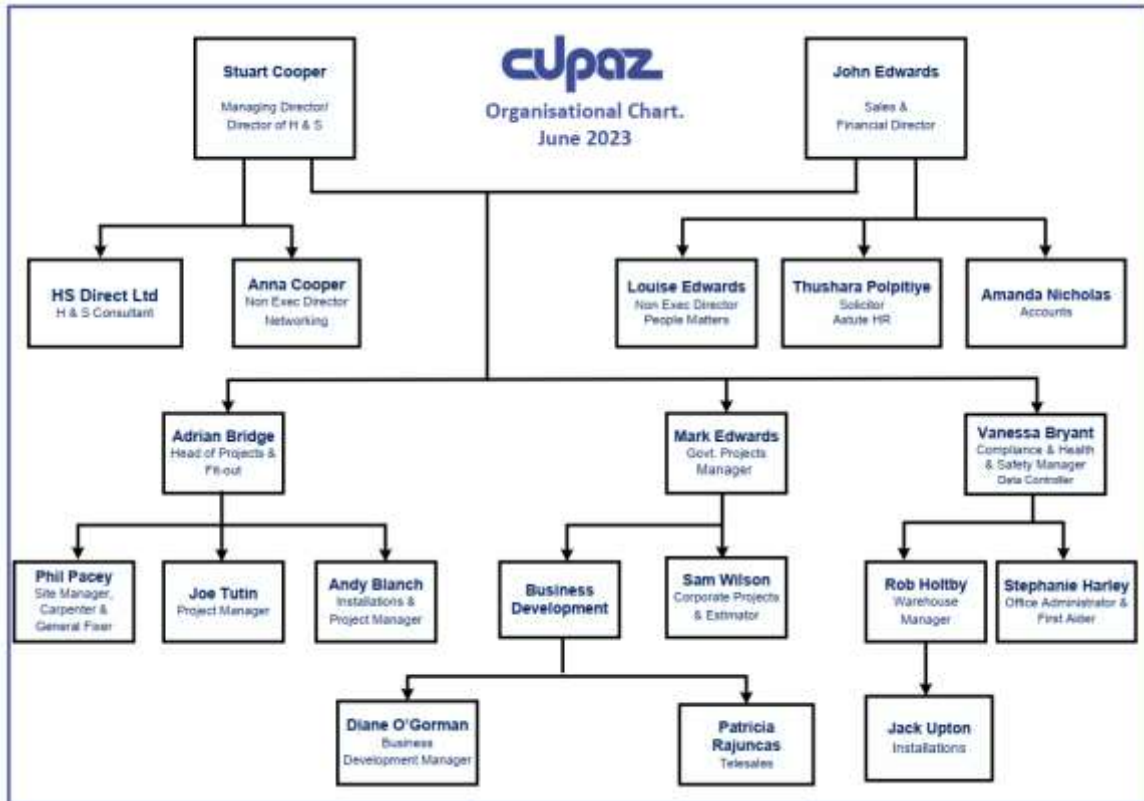 Stuart Cooper
Managing Director/
Director of H & S
cupaz
Organisational Chart.
June 2023
John Edwards
Sales &
Financial Director
HS Direct Ltd
H & S Consultant
Anna Cooper
Non Exec Director
Networking
Louise Edwards
Non Exec Director
People Matters
Thushara Polpitiye
Solicitor
Astute HR
Amanda Nicholas
Accounts
Adrian Bridge
Head of Projects &
Fit-out
Mark Edwards
Govt. Projects
Manager
Vanessa Bryant
Compliance & Health
& Safety Manager
Data Controller
Phil Pacey
Site Manager,
Carpenter &
General Fixer
Joe Tutin
Project Manager
Andy Blanch
Installations &
Project Manager
Business
Development
Sam Wilson
Corporate Projects
& Estimator
Rob Holtby
Warehouse
Manager
Stephanie Harley
Office Administrator &
First Aider
Diane O'Gorman
Business
Development Manager
Patricia
Rajuncas
Telesales
Jack Upton
Installations